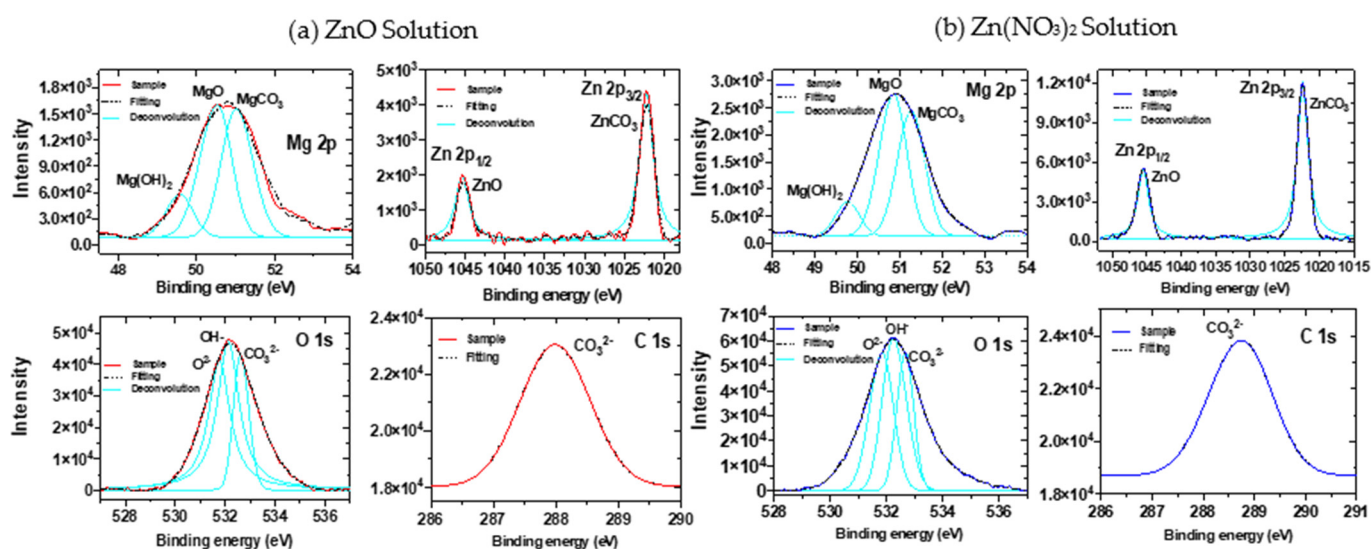 (a) ZnO Solution
(b) Zn(NO₃)₂ Solution
1.8×10³
1.5×10³
1.2×10³
9.0×10²
6.0×10²
3.0×10²
0.0
Intensity
Sample
Fitting
Deconvolution
MgO
MgCO₃
Mg(OH)₂
Mg 2p
48 50 52 54
Binding energy (eV)
5×10³
4×10³
3×10³
2×10³
1×10³
0
Sample
Fitting
Deconvolution
Zn 2p₃/₂
ZnCO₃
Zn 2p₁/₂
ZnO
1050 1045 1040 1035 1030 1025 1020
Binding energy (eV)
3.0×10³
2.5×10³
2.0×10³
1.5×10³
1.0×10³
5.0×10²
0.0
Intensity
Sample
Fitting
Deconvolution
MgO
Mg 2p
MgCO₃
Mg(OH)₂
48 49 50 51 52 53 54
Binding energy (eV)
1.2×10⁴
9.0×10³
6.0×10³
3.0×10³
0.0
Sample
Fitting
Deconvolution
Zn 2p₃/₂
ZnCO₃
Zn 2p₁/₂
ZnO
1050 1045 1040 1035 1030 1025 1020 1015
Binding energy (eV)
5×10⁴
4×10⁴
3×10⁴
2×10⁴
1×10⁴
0
Intensity
Sample
Fitting
Deconvolution
OH-
O²⁻
CO₃²⁻
O 1s
528 530 532 534 536
Binding energy (eV)
2.4×10⁴
2.2×10⁴
2.0×10⁴
1.8×10⁴
Sample
Fitting
CO₃²⁻
C 1s
286 287 288 289 290
Binding energy (eV)
7×10⁴
6×10⁴
5×10⁴
4×10⁴
3×10⁴
2×10⁴
1×10⁴
0
Intensity
Sample
Fitting
Deconvolution
OH⁻
O²⁻
CO₃²⁻
O 1s
528 530 532 534 536
Binding energy (eV)
2.6×10⁴
2.4×10⁴
2.2×10⁴
2.0×10⁴
1.8×10⁴
Sample
Fitting
CO₃²⁻
C 1s
286 287 288 289 290 291
Binding energy (eV)